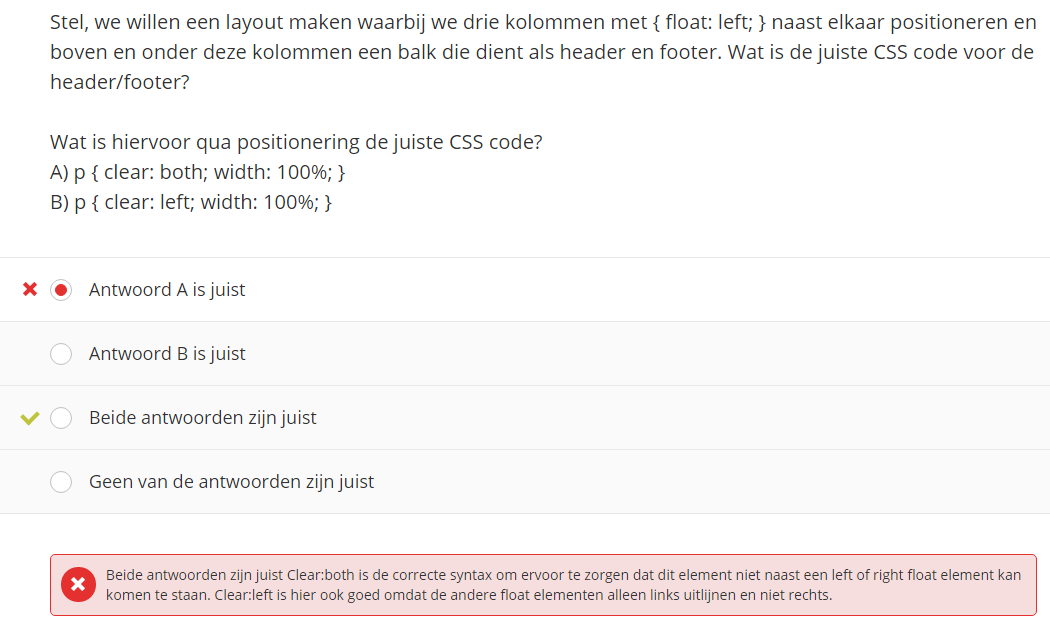 Stel, we willen een layout maken waarbij we drie kolommen met { float: left; } naast elkaar positioneren en
boven en onder deze kolommen een balk die dient als header en footer. Wat is de juiste CSS code voor de
header/footer?
Wat is hiervoor qua positionering de juiste CSS code?
A) p { clear: both; width: 100%; }
B) p { clear: left; width: 100%; }
Antwoord A is juist
Antwoord B is juist
Beide antwoorden zijn juist
Geen van de antwoorden zijn juist
Beide antwoorden zijn juist Clear:both is de correcte syntax om ervoor te zorgen dat dit element niet naast een left of right float element kan
komen te staan. Clear:left is hier ook goed omdat de andere float elementen alleen links uitlijnen en niet rechts.